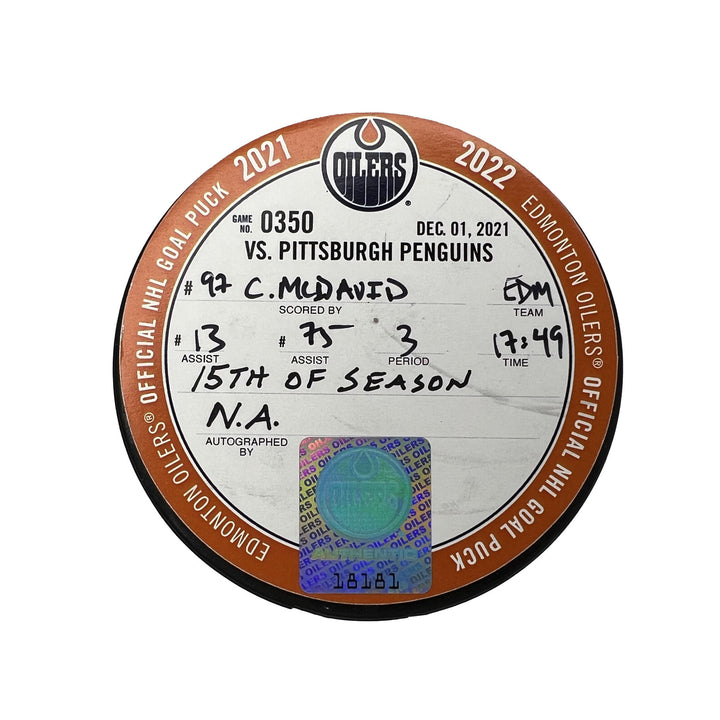 2021 2022
OILERS®
GAME NO. 0350 DEC. 01, 2021
VS. PITTSBURGH PENGUINS
# 97 C. McDAVID EDM
SCORED BY TEAM
# 13 # 75 3 17:49
ASSIST ASSIST PERIOD TIME
15TH OF SEASON
N.A.
AUTOGRAPHED BY
OILERS
AUTHENTIC
18181
EDMONTON OILERS® OFFICIAL NHL GOAL PUCK
EDMONTON OILERS® OFFICIAL NHL GOAL PUCK